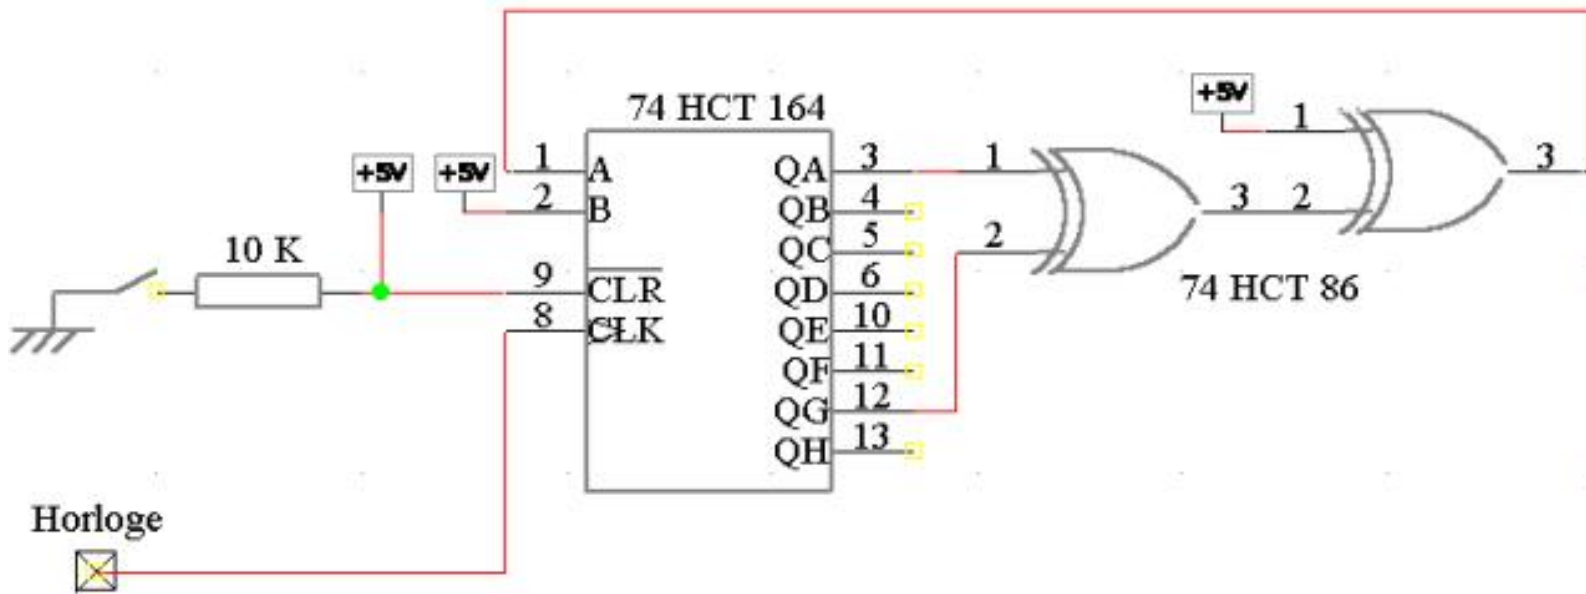 74 HCT 164
+5V
+5V
+5V
1
A
QA
3
1
1
3
2
B
QB
4
3
2
QC
5
2
10 K
9
CLR
QD
6
74 HCT 86
8
CLK
QE
10
QF
11
QG
12
QH
13
Horloge